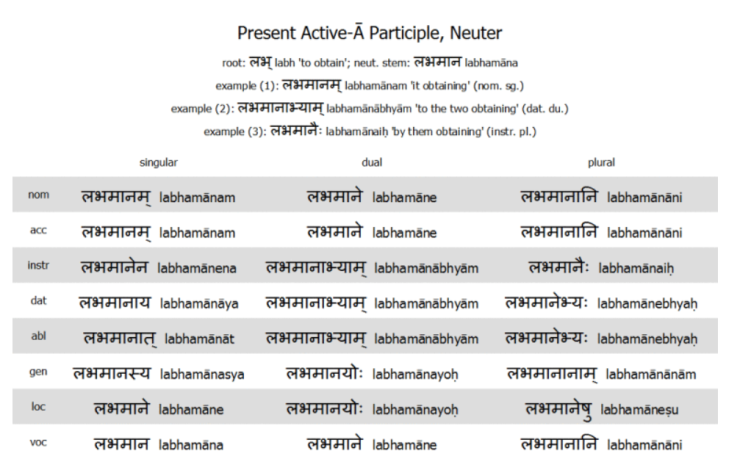 Present Active-Ā Participle, Neuter
root: लभ् labh 'to obtain'; neut. stem: लभमान labhamāna
example (1): लभमानम् labhamānam 'it obtaining' (nom. sg.)
example (2): लभमानाभ्याम् labhamānābhyām 'to the two obtaining' (dat. du.)
example (3): लभमानैः labhamānaiḥ 'by them obtaining' (instr. pl.)
singular dual plural
nom लभमानम् labhamānam लभमाने labhamāne लभमानानि labhamānāni
acc लभमानम् labhamānam लभमाने labhamāne लभमानानि labhamānāni
instr लभमानेन labhamānena लभमानाभ्याम् labhamānābhyām लभमानैः labhamānaiḥ
dat लभमानाय labhamānāya लभमानाभ्याम् labhamānābhyām लभमानेभ्यः labhamānebhyaḥ
abl लभमानात् labhamānāt लभमानाभ्याम् labhamānābhyām लभमानेभ्यः labhamānebhyaḥ
gen लभमानस्य labhamānasya लभमानयोः labhamānayoḥ लभमानानाम् labhamānānām
loc लभमाने labhamāne लभमानयोः labhamānayoḥ लभमानेषु labhamāneṣu
voc लभमान labhamāna लभमाने labhamāne लभमानानि labhamānāni